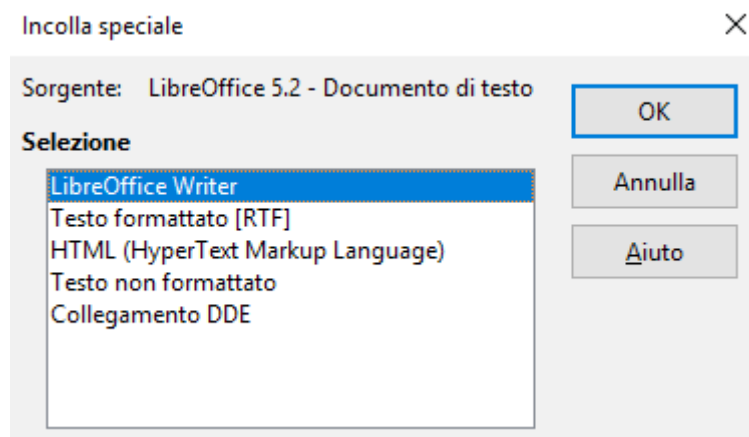 Incolla speciale
Sorgente: LibreOffice 5.2 - Documento di testo
OK
Selezione
LibreOffice Writer
Annulla
Testo formattato [RTF]
HTML (HyperText Markup Language)
Aiuto
Testo non formattato
Collegamento DDE